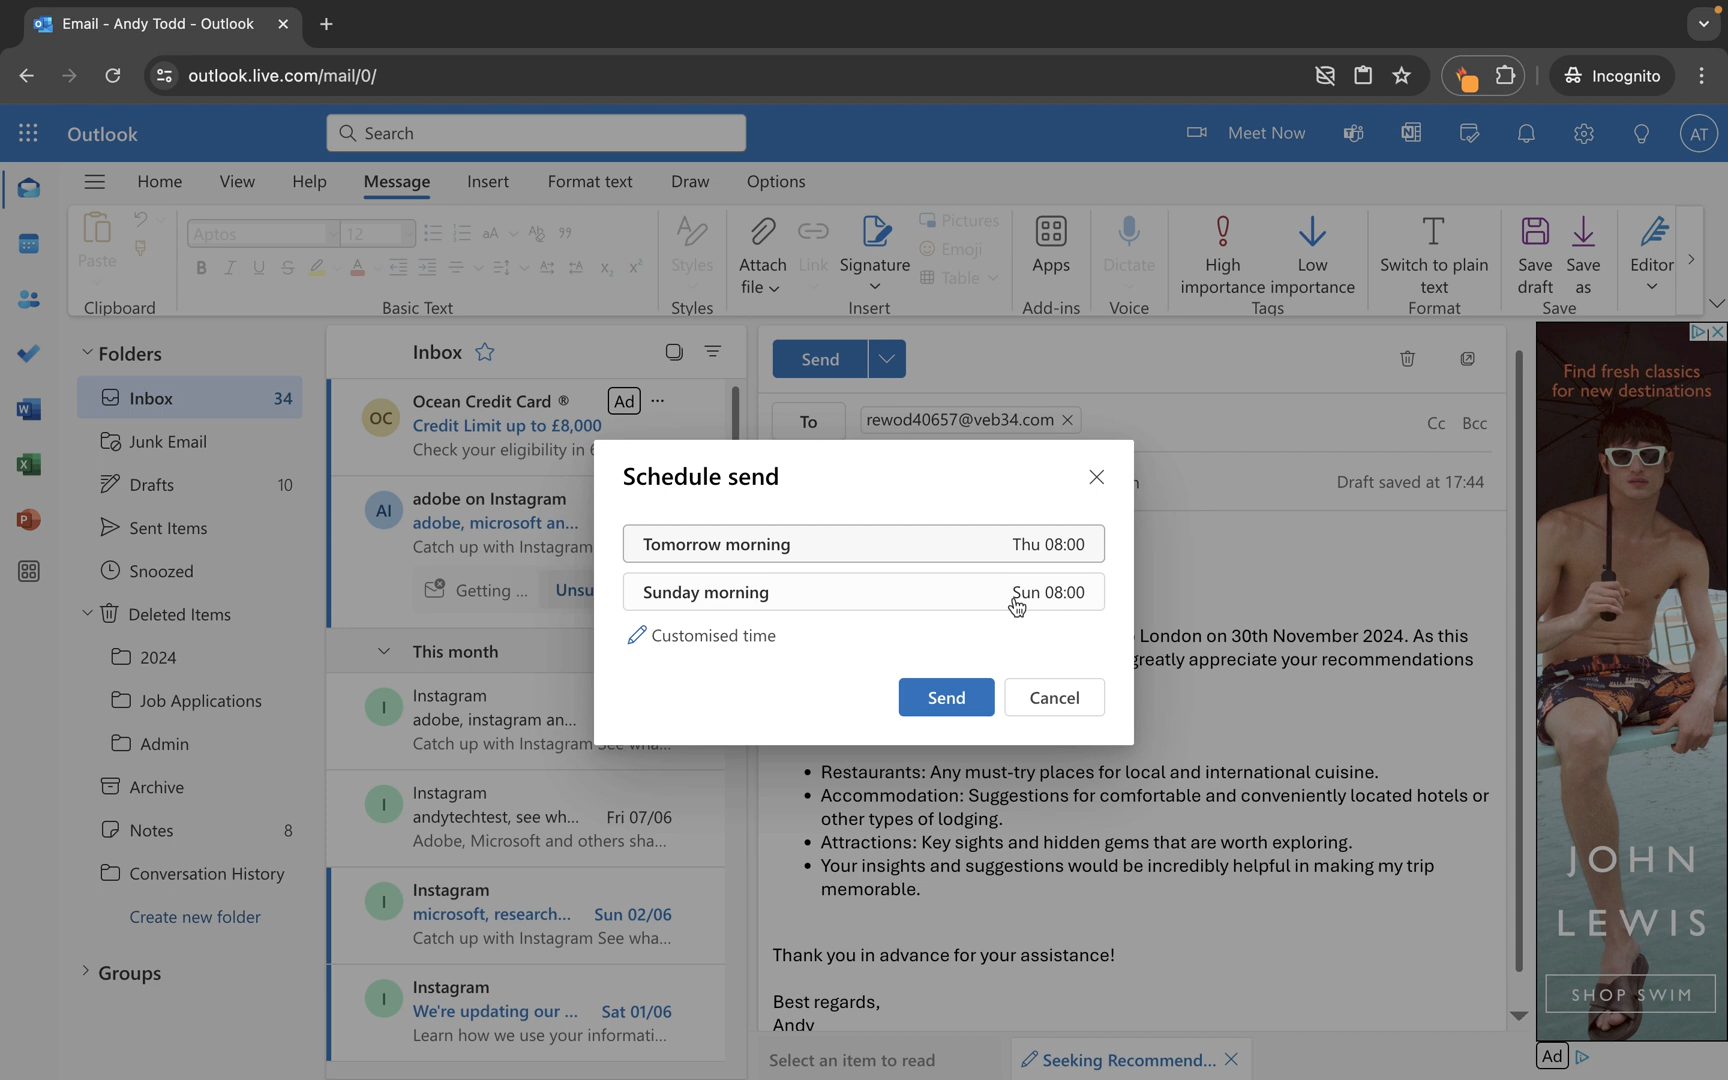 Email - Andy Todd - Outlook
outlook.live.com/mail/0/
Incognito
Outlook
Search
Meet Now
AT
Home
View
Help
Message
Insert
Format text
Draw
Options
Paste
Clipboard
Aptos
12
Basic Text
Styles
Styles
Attach file
Link
Signature
Pictures
Emoji
Table
Insert
Apps
Add-ins
Dictate
Voice
High importance
Low importance
Tags
Switch to plain text
Format
Save draft
Save as
Save
Editor
Folders
Inbox 34
Junk Email
Drafts 10
Sent Items
Snoozed
Deleted Items
2024
Job Applications
Admin
Archive
Notes 8
Conversation History
Create new folder
Groups
Inbox
OC
Ocean Credit Card ® Ad
Credit Limit up to £8,000
Check your eligibility in
AI
adobe on Instagram
adobe, microsoft an...
Catch up with Instagram
Getting ... Unsu
This month
I
Instagram
adobe, instagram an...
Catch up with Instagram See wha...
I
Instagram
andytechtest, see wh... Fri 07/06
Adobe, Microsoft and others sha...
I
Instagram
microsoft, research... Sun 02/06
Catch up with Instagram See wha...
I
Instagram
We're updating our ... Sat 01/06
Learn how we use your informati...
Send
To rewod40657@veb34.com Cc Bcc
Draft saved at 17:44
London on 30th November 2024. As this
greatly appreciate your recommendations
Schedule send
Tomorrow morning Thu 08:00
Sunday morning Sun 08:00
Customised time
Send Cancel
• Restaurants: Any must-try places for local and international cuisine.
• Accommodation: Suggestions for comfortable and conveniently located hotels or
other types of lodging.
• Attractions: Key sights and hidden gems that are worth exploring.
• Your insights and suggestions would be incredibly helpful in making my trip
memorable.
Thank you in advance for your assistance!
Best regards,
Andy
Select an item to read
Seeking Recommend...
Find fresh classics
for new destinations
JOHN
LEWIS
SHOP SWIM
Ad